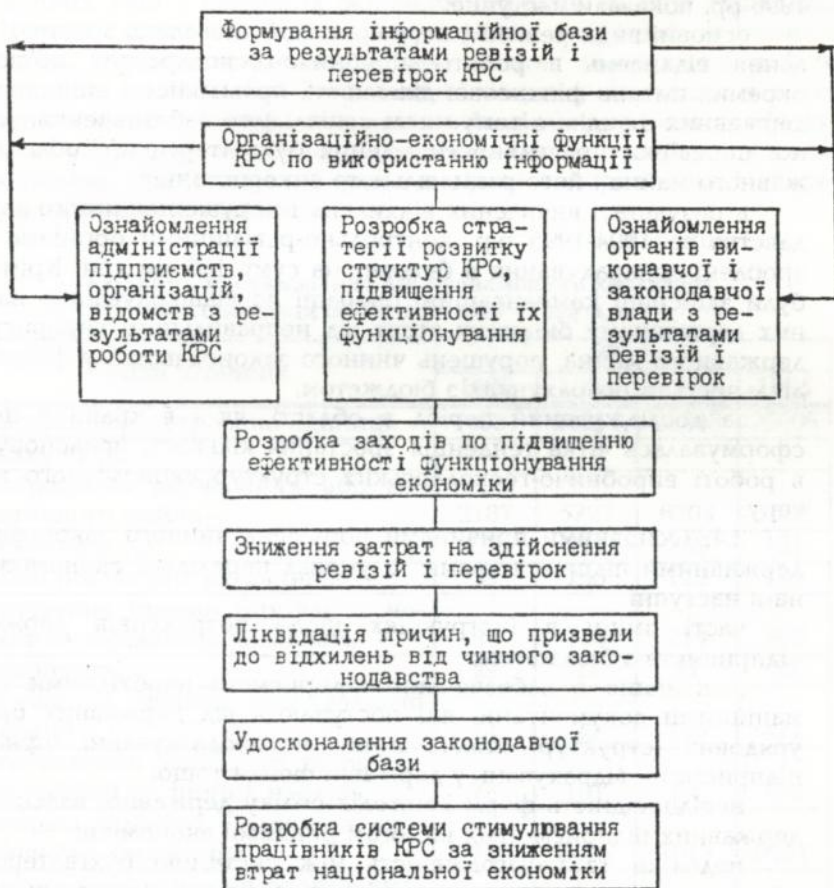 Формування інформаційної бази
за результатами ревізій і
перевірок КРС
Організаційно-економічні функції
КРС по використанню інформації
Ознайомлення
адміністрації
підприємств,
організацій,
відомств з ре-
зультатами
роботи КРС
Розробка стра-
тегії розвитку
структур КРС,
підвищення
ефективності їх
функціонування
Ознайомлення
органів ви-
конавчої і
законодавчої
влади з ре-
зультатами
ревізій і
перевірок
Розробка заходів по підвищенню
ефективності функціонування
економіки
Зниження затрат на здійснення
ревізій і перевірок
Ліквідація причин, що призвели
до відхилень від чинного зако-
нодавства
Удосконалення законодавчої
бази
Розробка системи стимулювання
працівників КРС за зниженням
втрат національної економіки